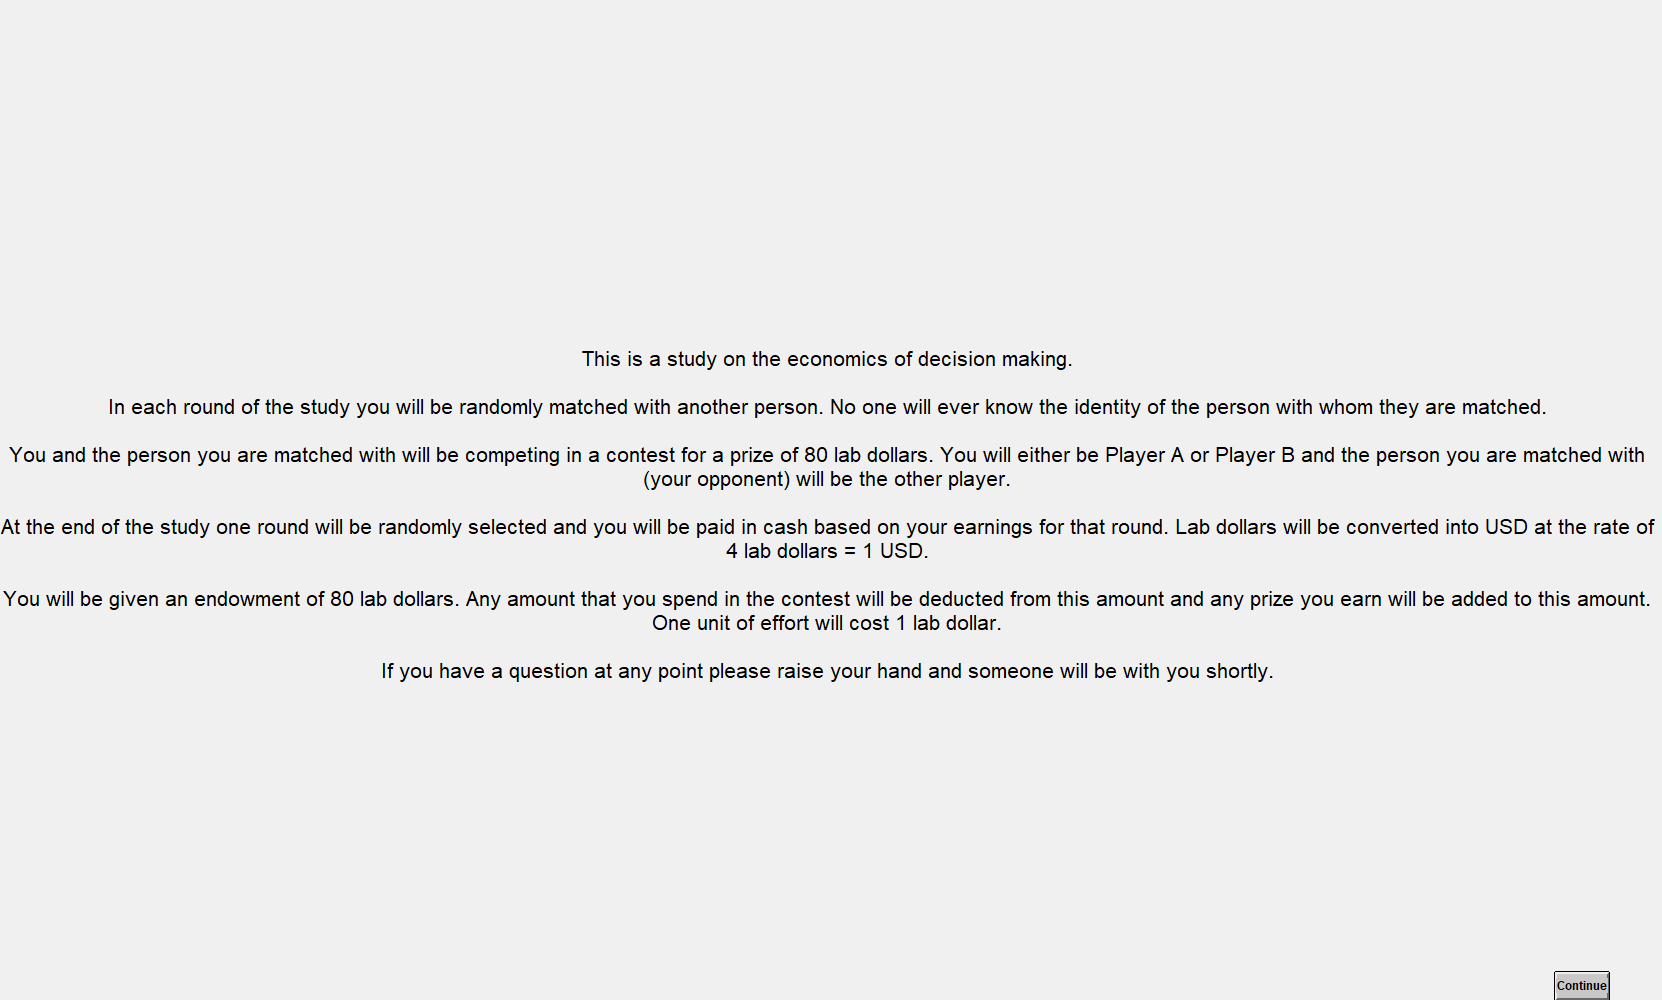 This is a study on the economics of decision making.
In each round of the study you will be randomly matched with another person. No one will ever know the identity of the person with whom they are matched.
You and the person you are matched with will be competing in a contest for a prize of 80 lab dollars. You will either be Player A or Player B and the person you are matched with
(your opponent) will be the other player.
At the end of the study one round will be randomly selected and you will be paid in cash based on your earnings for that round. Lab dollars will be converted into USD at the rate of
4 lab dollars = 1 USD.
You will be given an endowment of 80 lab dollars. Any amount that you spend in the contest will be deducted from this amount and any prize you earn will be added to this amount.
One unit of effort will cost 1 lab dollar.
If you have a question at any point please raise your hand and someone will be with you shortly.
Continue